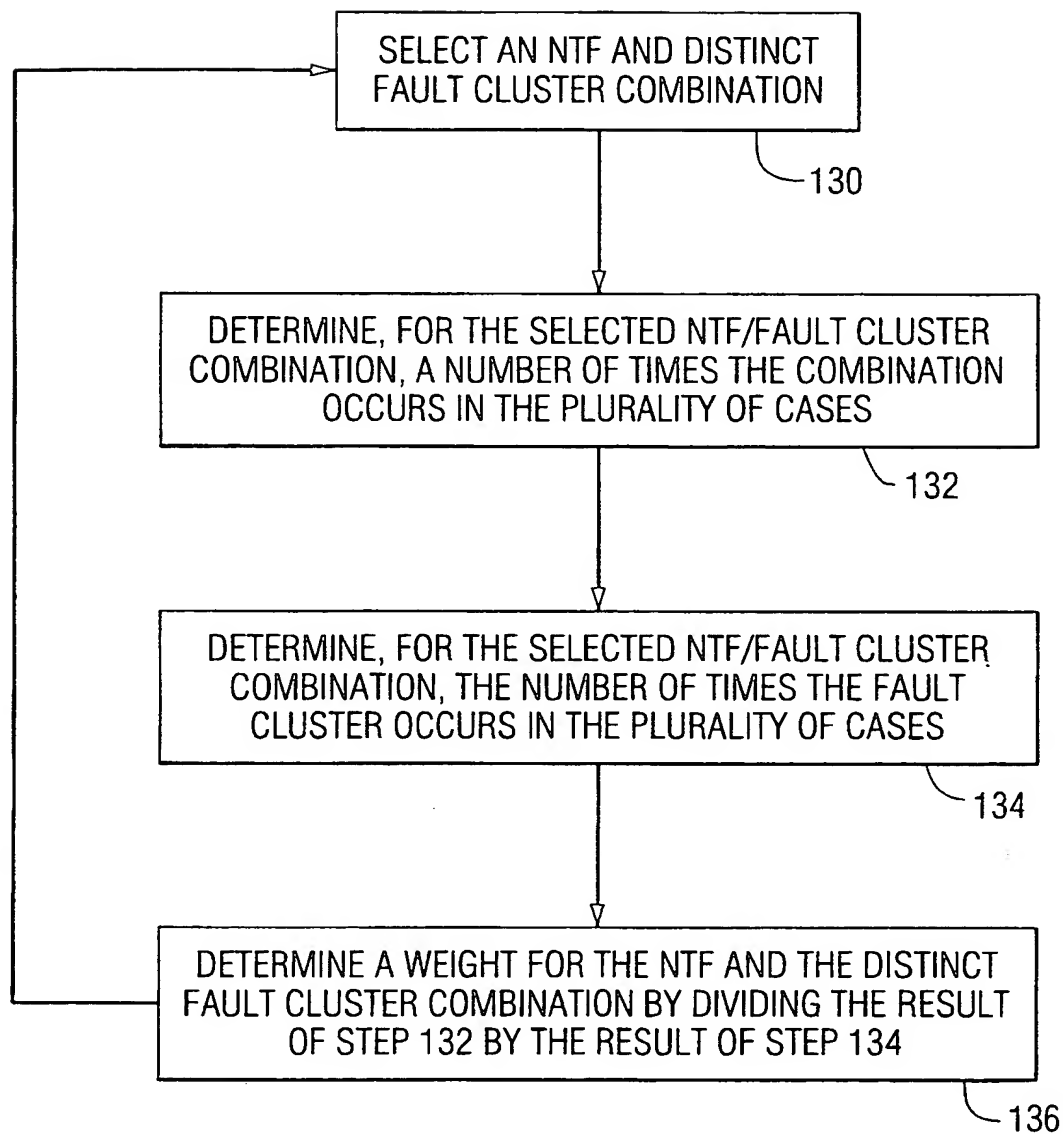 SELECT AN NTF AND DISTINCT
FAULT CLUSTER COMBINATION
130
DETERMINE, FOR THE SELECTED NTF/FAULT CLUSTER
COMBINATION, A NUMBER OF TIMES THE COMBINATION
OCCURS IN THE PLURALITY OF CASES
132
DETERMINE, FOR THE SELECTED NTF/FAULT CLUSTER
COMBINATION, THE NUMBER OF TIMES THE FAULT
CLUSTER OCCURS IN THE PLURALITY OF CASES
134
DETERMINE A WEIGHT FOR THE NTF AND THE DISTINCT
FAULT CLUSTER COMBINATION BY DIVIDING THE RESULT
OF STEP 132 BY THE RESULT OF STEP 134
136